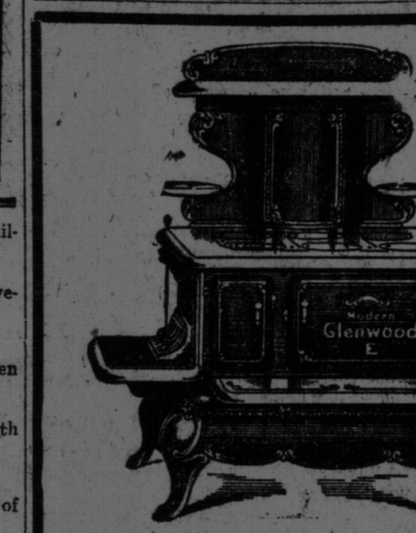 il-
ve-
en
th
of
Modern
Glenwood
E